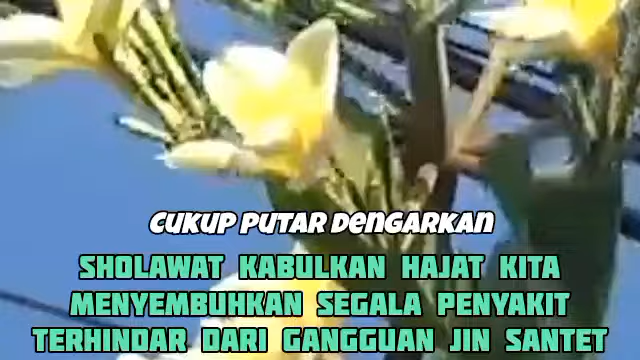 CUKUP PUTAR DENGARKAN
SHOLAWAT KABULKAN HAJAT KITA
MENYEMBUHKAN SEGALA PENYAKIT
TERHINDAR DARI GANGGUAN JIN SANTET